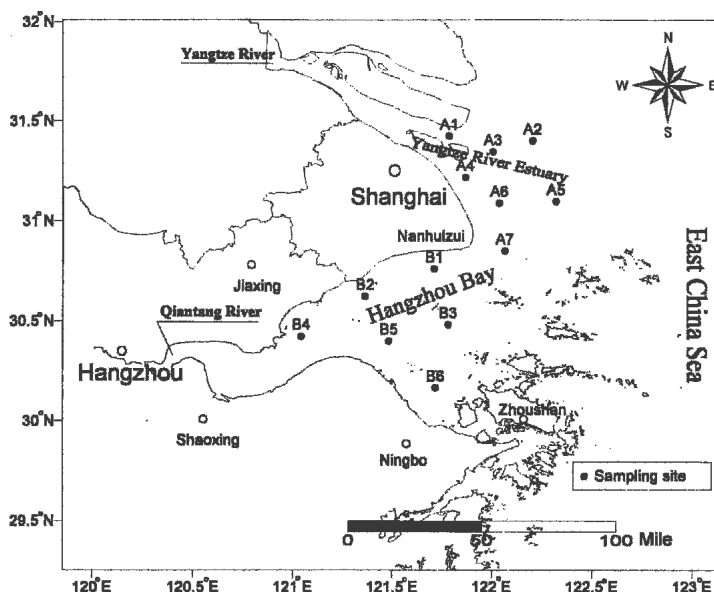 32°N
Yangtze River
N
W
E
S
31.5°N
A1
A2
A3
Yangtze River Estuary
A4
Shanghai
A6
A5
31°N
Nanhuizui
A7
B1
East China Sea
Jiaxing
B2
Hangzhou Bay
Qiantang River
B3
30.5°N
B4
B5
Hangzhou
B6
30°N
Zhoushan
Shaoxing
Ningbo
Sampling site
29.5°N
0
50
100 Mile
120°E
120.5°E
121°E
121.5°E
122°E
122.5°E
123°E